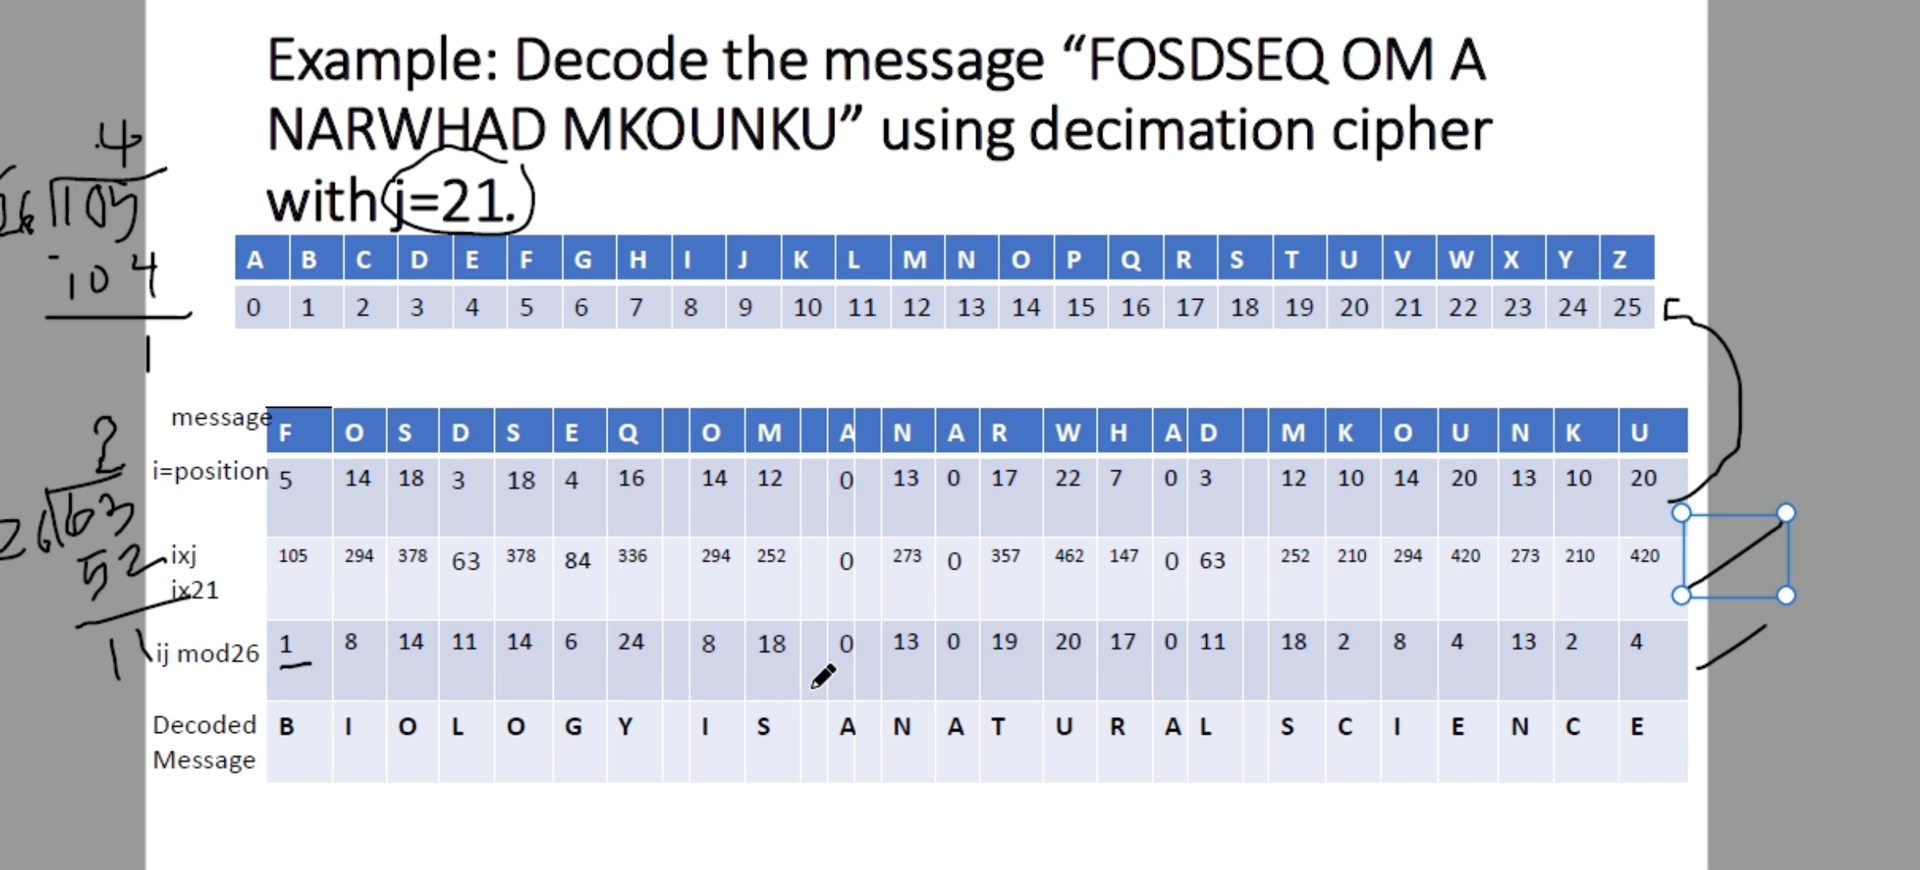 Example: Decode the message “FOSDSEQ OM A
NARWHAD MKOUNKU” using decimation cipher
with j=21.
4
26 105
-104
1
A B C D E F G H I J K L M N O P Q R S T U V W X Y Z
0 1 2 3 4 5 6 7 8 9 10 11 12 13 14 15 16 17 18 19 20 21 22 23 24 25
2
26 63
52
11
message F O S D S E Q O M A N A R W H A D M K O U N K U
i=position 5 14 18 3 18 4 16 14 12 0 13 0 17 22 7 0 3 12 10 14 20 13 10 20
ixj 105 294 378 63 378 84 336 294 252 0 273 0 357 462 147 0 63 252 210 294 420 273 210 420
ix21
ij mod26 1 8 14 11 14 6 24 8 18 0 13 0 19 20 17 0 11 18 2 8 4 13 2 4
Decoded B I O L O G Y I S A N A T U R A L S C I E N C E
Message